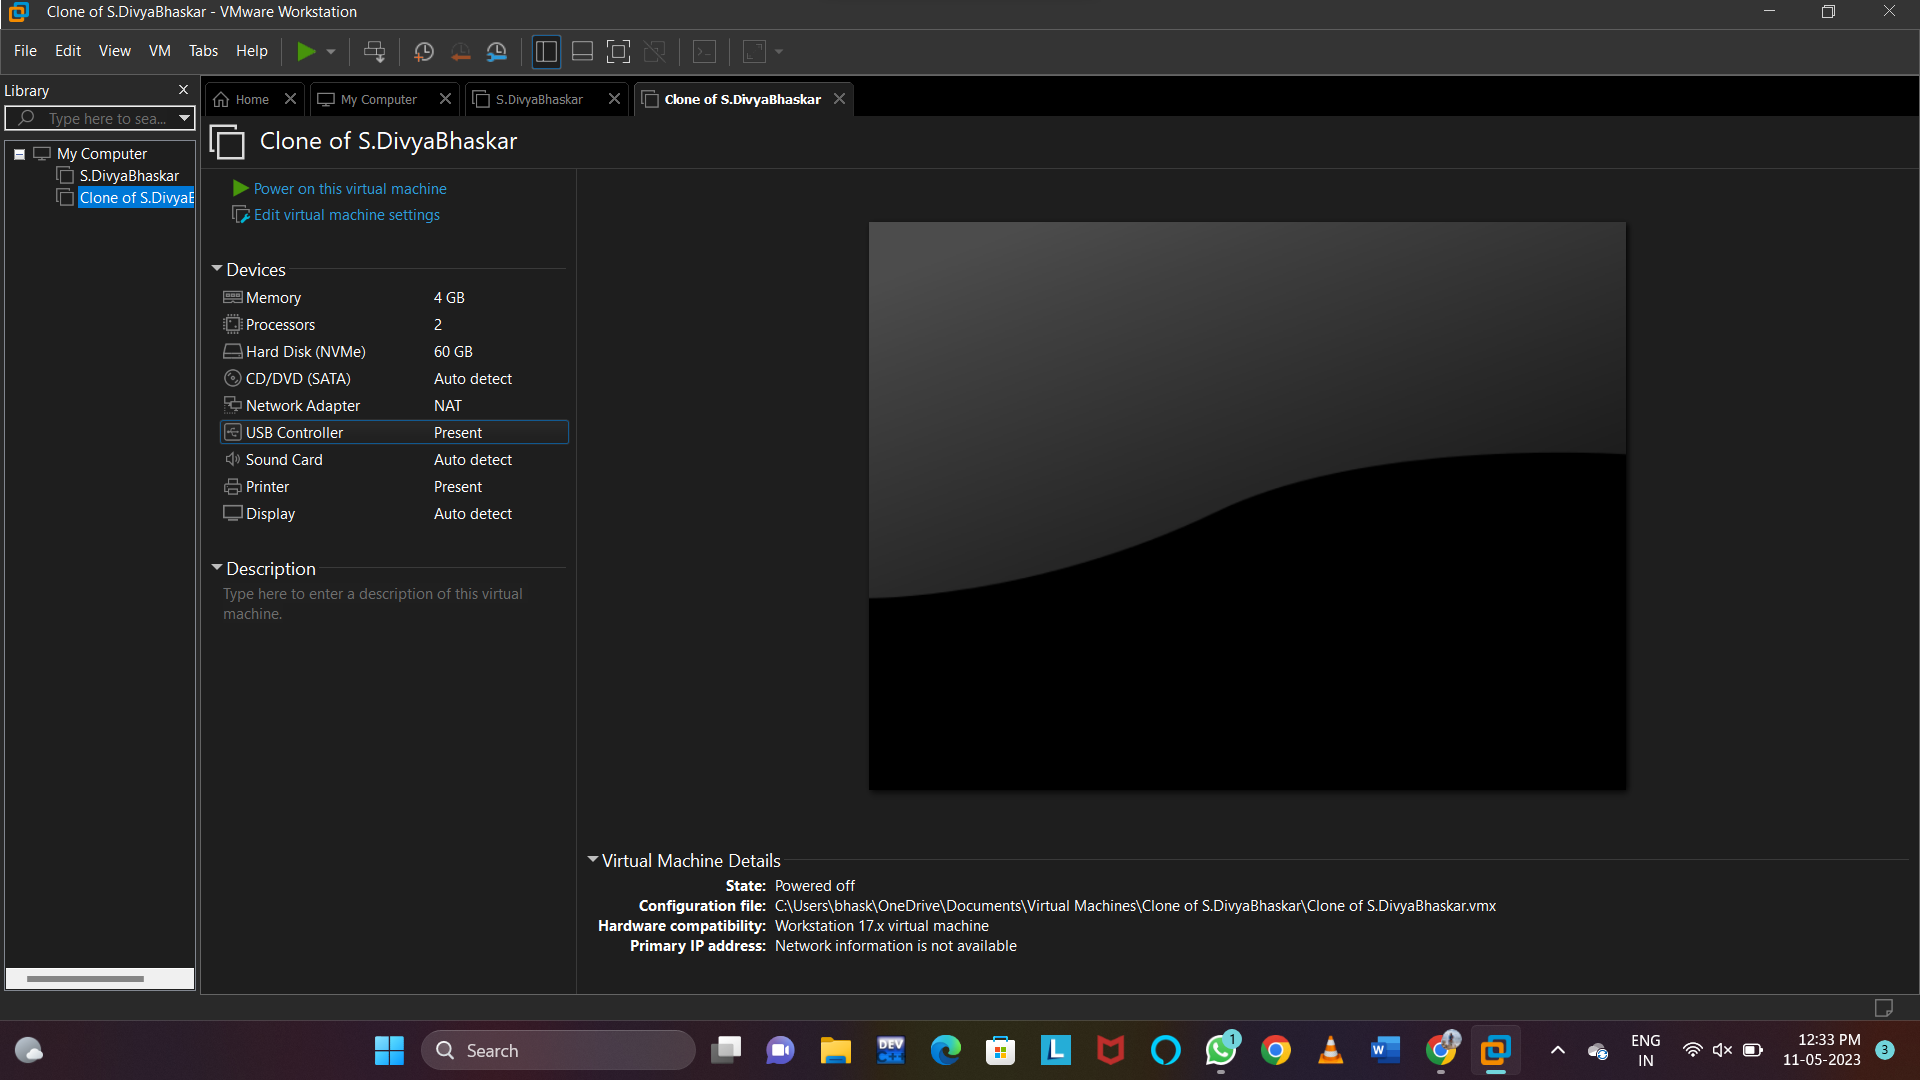 Clone of S.DivyaBhaskar - VMware Workstation
File Edit View VM Tabs Help
Library
Type here to sea...
My Computer
S.DivyaBhaskar
Clone of S.DivyaB
Home
My Computer
S.DivyaBhaskar
Clone of S.DivyaBhaskar
Clone of S.DivyaBhaskar
Power on this virtual machine
Edit virtual machine settings
Devices
Memory 4 GB
Processors 2
Hard Disk (NVMe) 60 GB
CD/DVD (SATA) Auto detect
Network Adapter NAT
USB Controller Present
Sound Card Auto detect
Printer Present
Display Auto detect
Description
Type here to enter a description of this virtual
machine.
Virtual Machine Details
State: Powered off
Configuration file: C:\Users\bhask\OneDrive\Documents\Virtual Machines\Clone of S.DivyaBhaskar\Clone of S.DivyaBhaskar.vmx
Hardware compatibility: Workstation 17.x virtual machine
Primary IP address: Network information is not available
Search
DEV
C++
L
1
W
ENG
IN
12:33 PM
11-05-2023
3